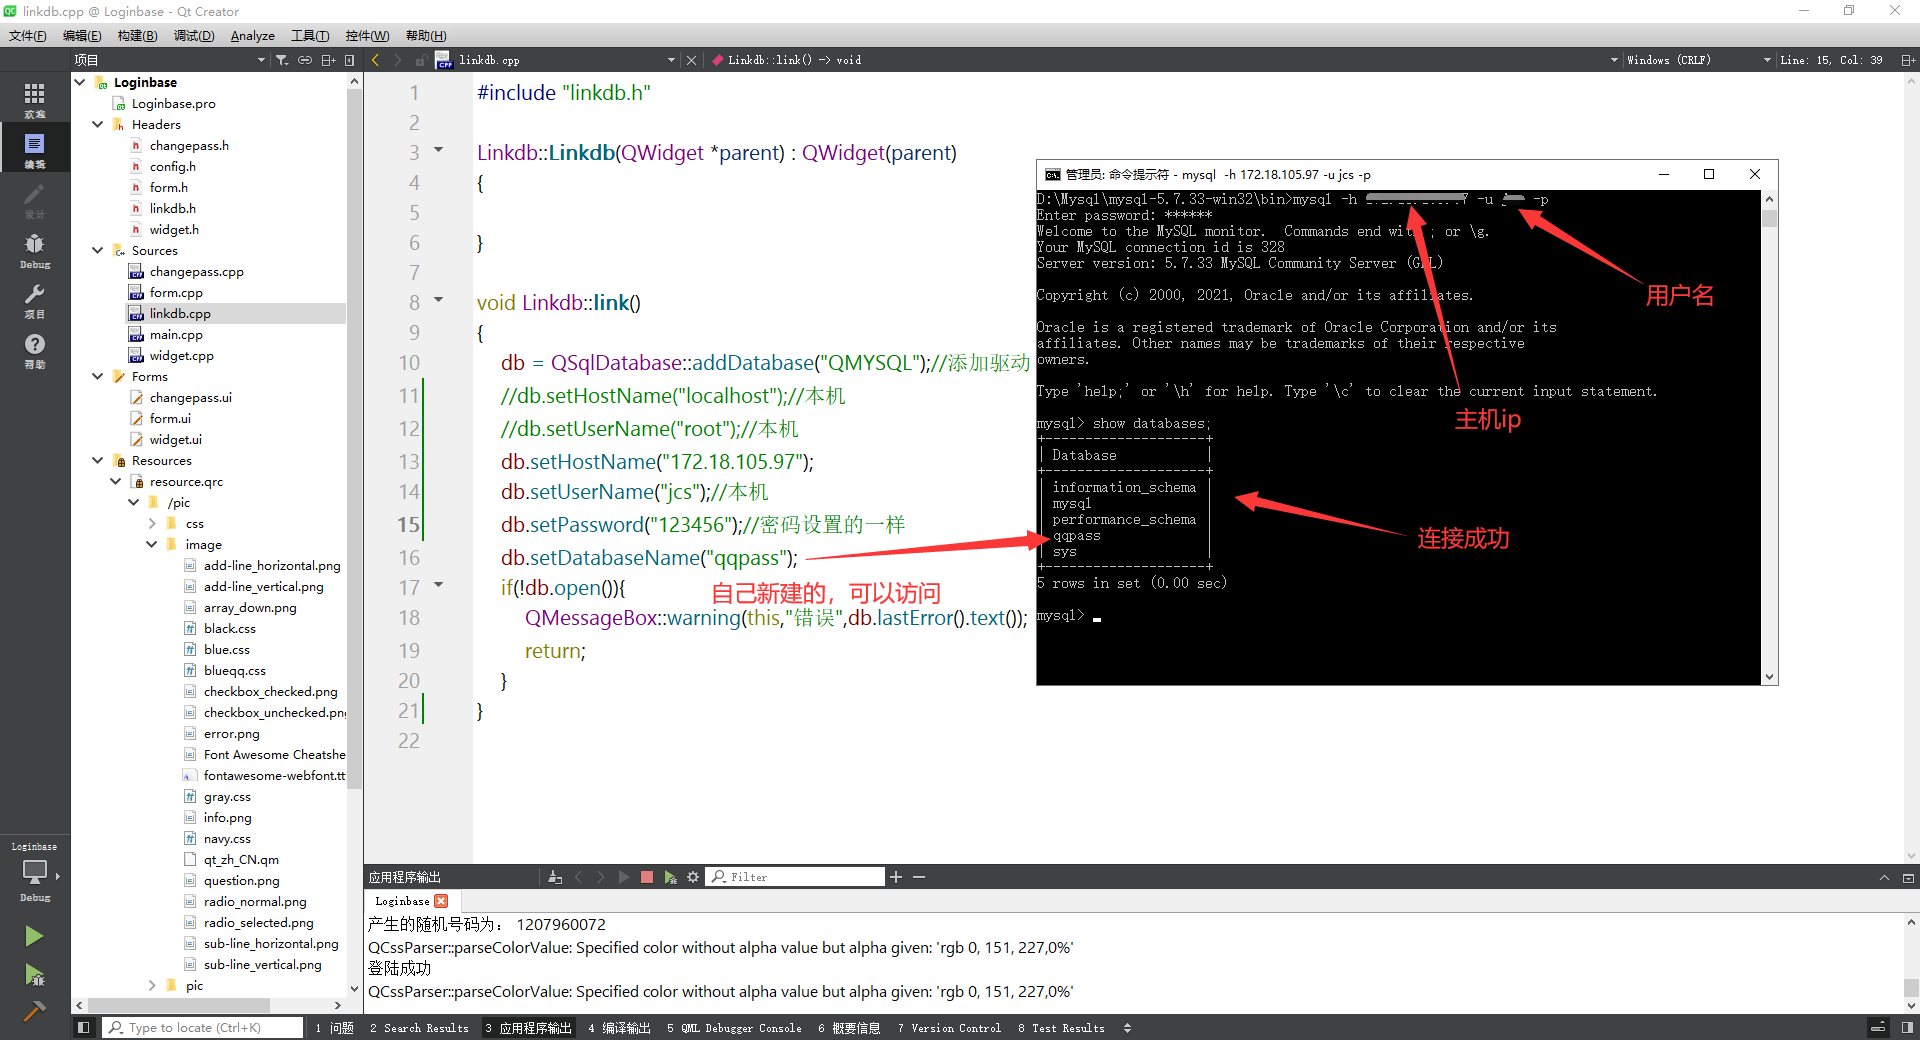 linkdb.cpp @ Loginbase - Qt Creator
文件(F) 编辑(E) 构建(B) 调试(D) Analyze 工具(T) 控件(W) 帮助(H)
项目
linkdb.cpp
Linkdb::link() -> void
Windows (CRLF)
Line: 15, Col: 39
欢迎
编辑
设计
Debug
项目
帮助
Loginbase
Debug
Loginbase
Loginbase.pro
Headers
changepass.h
config.h
form.h
linkdb.h
widget.h
Sources
changepass.cpp
form.cpp
linkdb.cpp
main.cpp
widget.cpp
Forms
changepass.ui
form.ui
widget.ui
Resources
resource.qrc
/pic
css
image
add-line_horizontal.png
add-line_vertical.png
array_down.png
black.css
blue.css
blueqq.css
checkbox_checked.png
checkbox_unchecked.pn
error.png
Font Awesome Cheatshe
fontawesome-webfont.tt
gray.css
info.png
navy.css
qt_zh_CN.qm
question.png
radio_normal.png
radio_selected.png
sub-line_horizontal.png
sub-line_vertical.png
pic
1 #include "linkdb.h"
2
3 Linkdb::Linkdb(QWidget *parent) : QWidget(parent)
4 {
5
6 }
7
8 void Linkdb::link()
9 {
10 db = QSqlDatabase::addDatabase("QMYSQL");//添加驱动
11 //db.setHostName("localhost");//本机
12 //db.setUserName("root");//本机
13 db.setHostName("172.18.105.97");
14 db.setUserName("jcs");//本机
15 db.setPassword("123456");//密码设置的一样
16 db.setDatabaseName("qqpass");
17 if(!db.open()){
自己新建的，可以访问
18 QMessageBox::warning(this,"错误",db.lastError().text());
19 return;
20 }
21 }
22
管理员: 命令提示符 - mysql -h 172.18.105.97 -u jcs -p
D:\Mysql\mysql-5.7.33-win32\bin>mysql -h 7 -u -p
Enter password: ******
Welcome to the MySQL monitor. Commands end with ; or \g.
Your MySQL connection id is 328
Server version: 5.7.33 MySQL Community Server (GPL)
Copyright (c) 2000, 2021, Oracle and/or its affiliates.
Oracle is a registered trademark of Oracle Corporation and/or its
affiliates. Other names may be trademarks of their respective
owners.
Type 'help;' or '\h' for help. Type '\c' to clear the current input statement.
mysql> show databases;
+--------------------+
| Database |
+--------------------+
| information_schema |
| mysql |
| performance_schema |
| qqpass |
| sys |
+--------------------+
5 rows in set (0.00 sec)
mysql>
用户名
主机ip
连接成功
应用程序输出
Filter
Loginbase
产生的随机号码为： 1207960072
QCssParser::parseColorValue: Specified color without alpha value but alpha given: 'rgb 0, 151, 227,0%'
登陆成功
QCssParser::parseColorValue: Specified color without alpha value but alpha given: 'rgb 0, 151, 227,0%'
Type to locate (Ctrl+K)
1 问题 2 Search Results 3 应用程序输出 4 编译输出 5 QML Debugger Console 6 概要信息 7 Version Control 8 Test Results